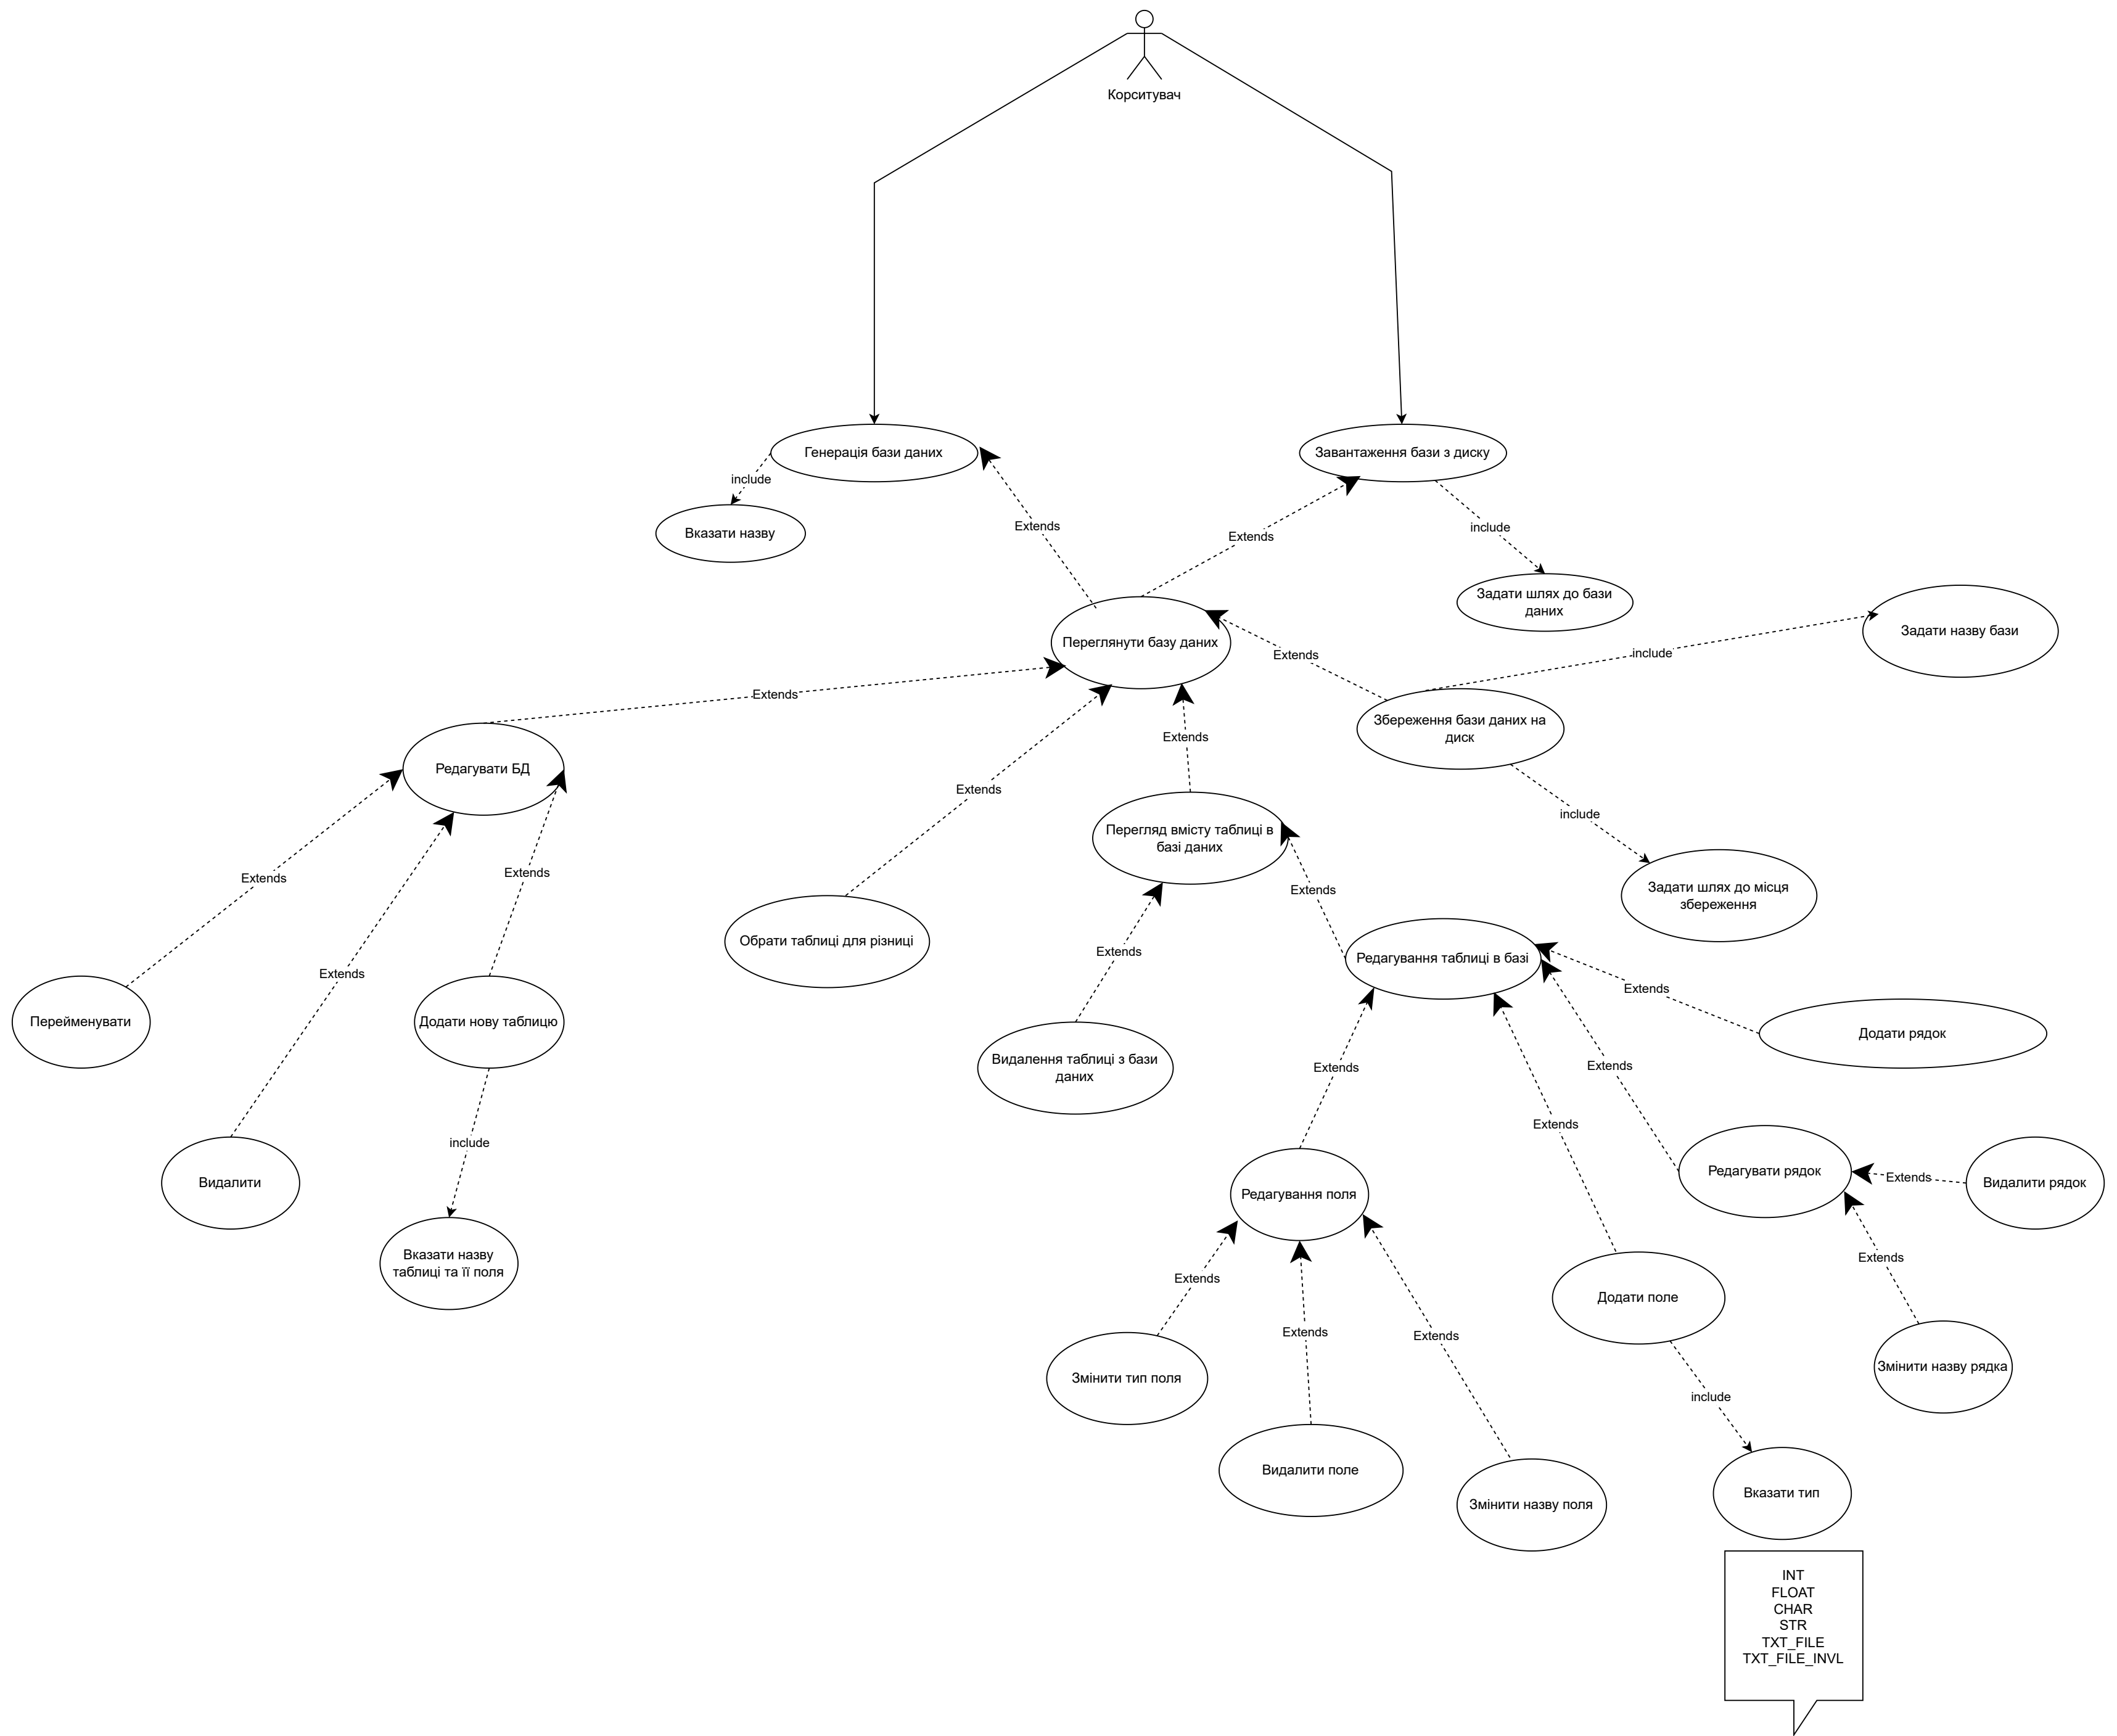 Корситувач
Генерація бази даних
Завантаження бази з диску
include
Вказати назву
Extends
Extends
include
Задати шлях до бази
даних
Задати назву бази
Переглянути базу даних
Extends
include
Extends
Збереження бази даних на
диск
Extends
Редагувати БД
Extends
include
Перегляд вмісту таблиці в
базі даних
Extends
Extends
Extends
Extends
Задати шлях до місця
збереження
Обрати таблиці для різниці
Extends
Редагування таблиці в базі
Extends
Extends
Перейменувати
Додати нову таблицю
Видалення таблиці з бази
даних
Extends
Extends
Додати рядок
include
Extends
Видалити
Редагування поля
Редагувати рядок
Extends
Видалити рядок
Вказати назву
таблиці та її поля
Extends
Extends
Додати поле
Extends
Extends
Змінити тип поля
Змінити назву рядка
include
Видалити поле
Змінити назву поля
Вказати тип
INT
FLOAT
CHAR
STR
TXT_FILE
TXT_FILE_INVL